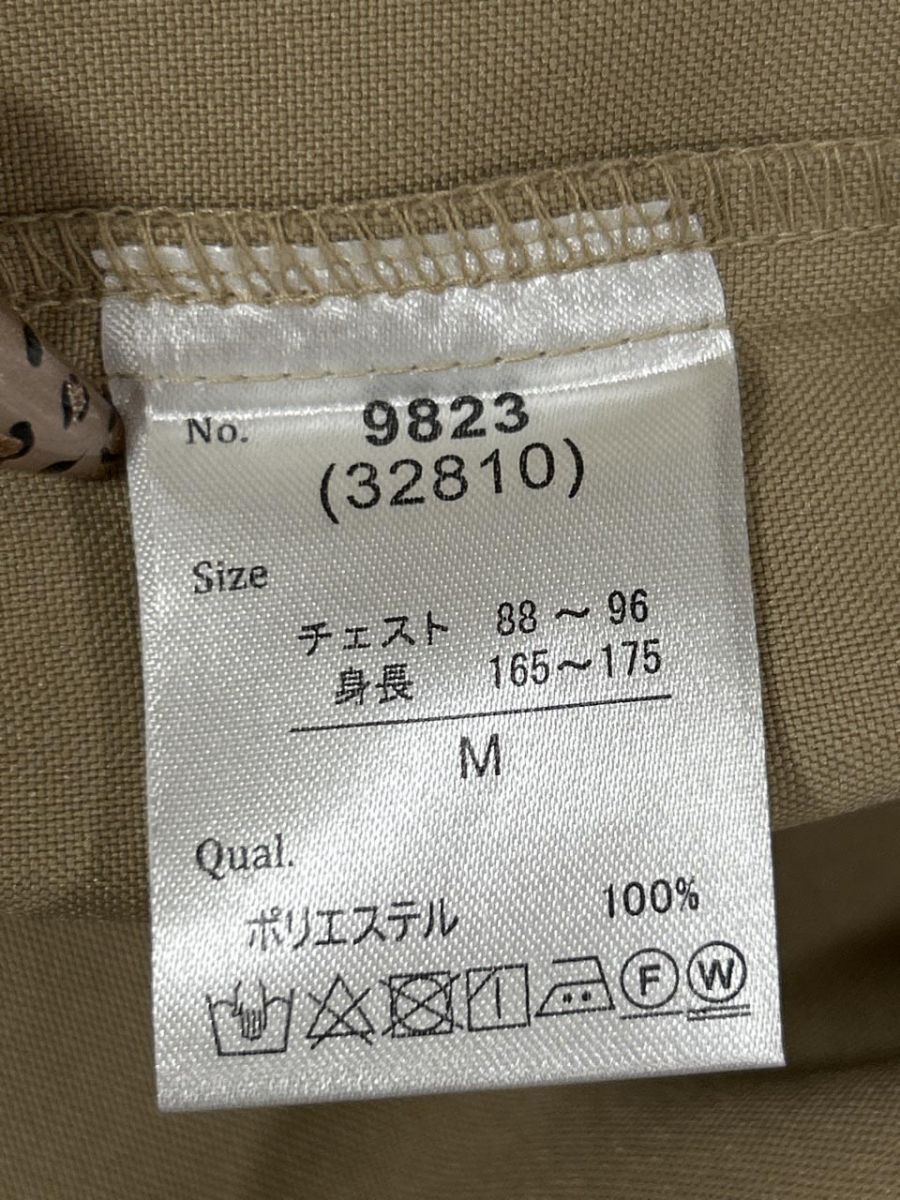 No. 9823
(32810)
Size
チェスト 88 ～ 96
身長 165～175
M
Qual.
ポリエステル 100%
F W